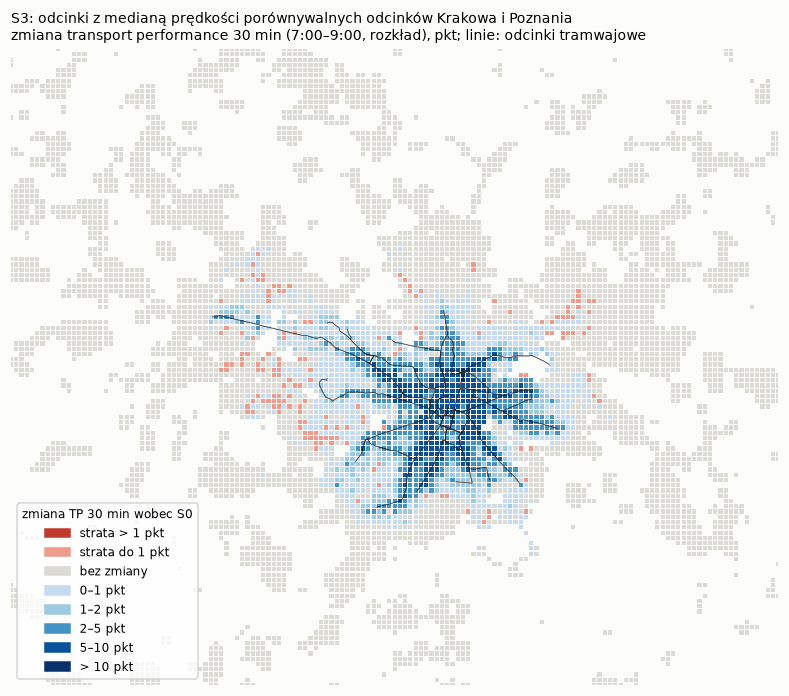 S3: odcinki z medianą prędkości porównywalnych odcinków Krakowa i Poznania
zmiana transport performance 30 min (7:00–9:00, rozkład), pkt; linie: odcinki tramwajowe
zmiana TP 30 min wobec S0
strata > 1 pkt
strata do 1 pkt
bez zmiany
0–1 pkt
1–2 pkt
2–5 pkt
5–10 pkt
> 10 pkt